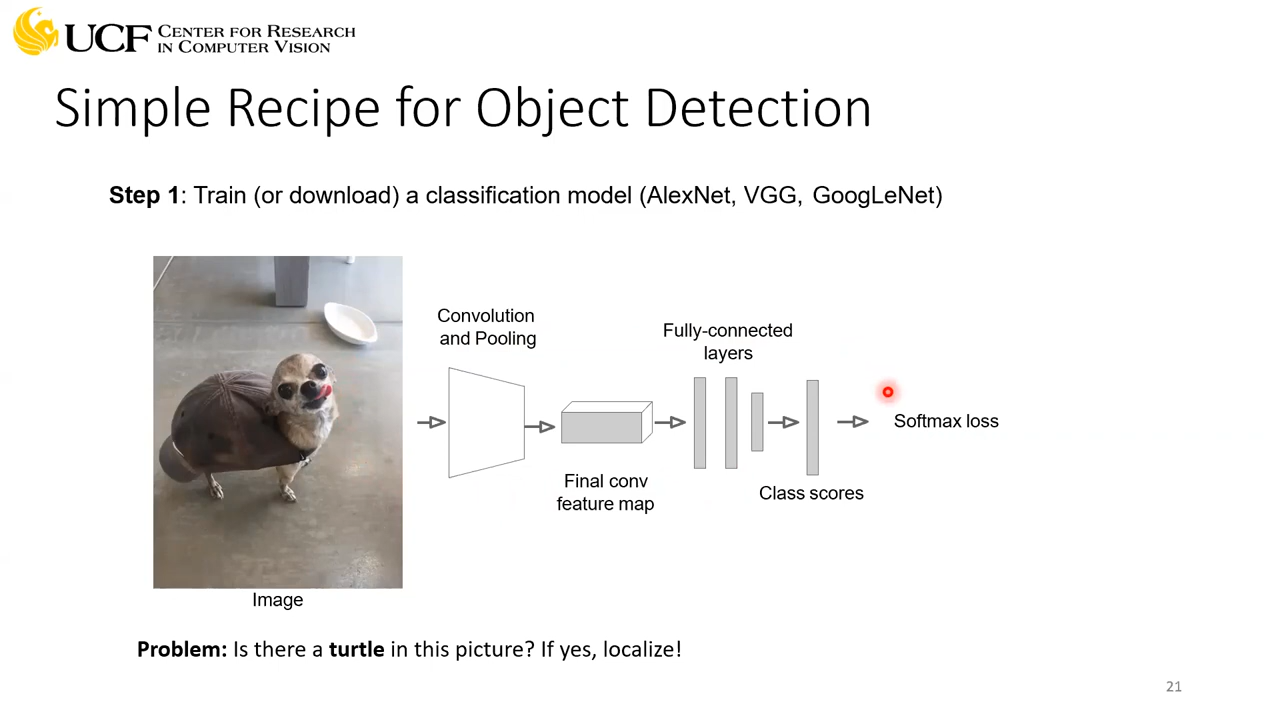 UCF CENTER FOR RESEARCH
IN COMPUTER VISION
Simple Recipe for Object Detection
Step 1: Train (or download) a classification model (AlexNet, VGG, GoogLeNet)
Convolution
and Pooling
Fully-connected
layers
Softmax loss
Final conv
feature map
Class scores
Image
Problem: Is there a turtle in this picture? If yes, localize!
21